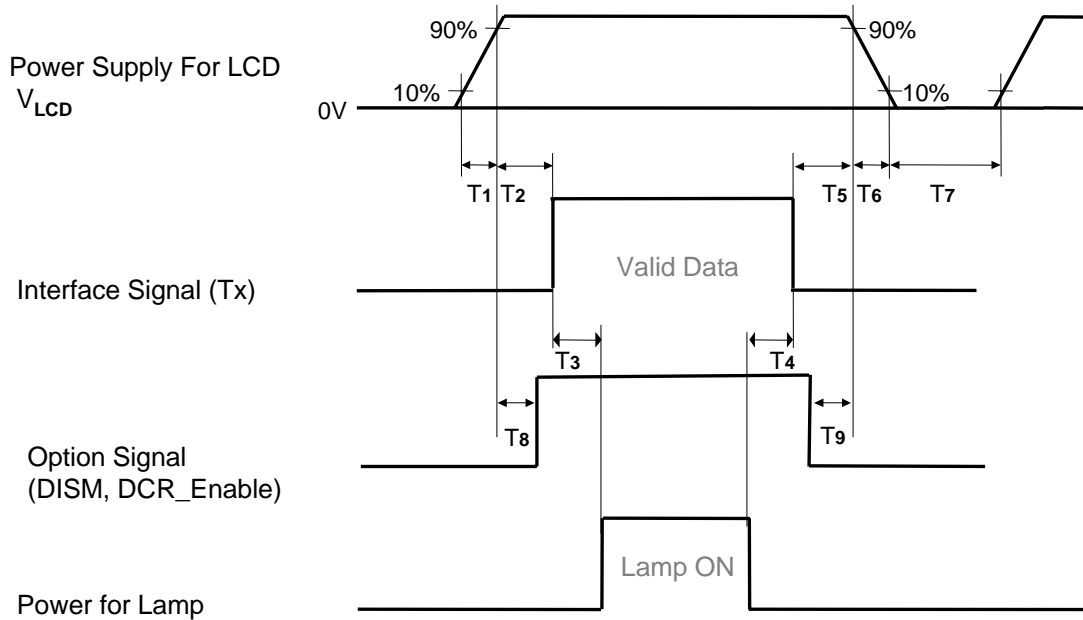 90%
90%
Power Supply For LCD
VLCD
10%
10%
0V
T1
T2
T5
T6
T7
Valid Data
Interface Signal (Tx)
T3
T4
T8
T9
Option Signal
(DISM, DCR_Enable)
Lamp ON
Power for Lamp